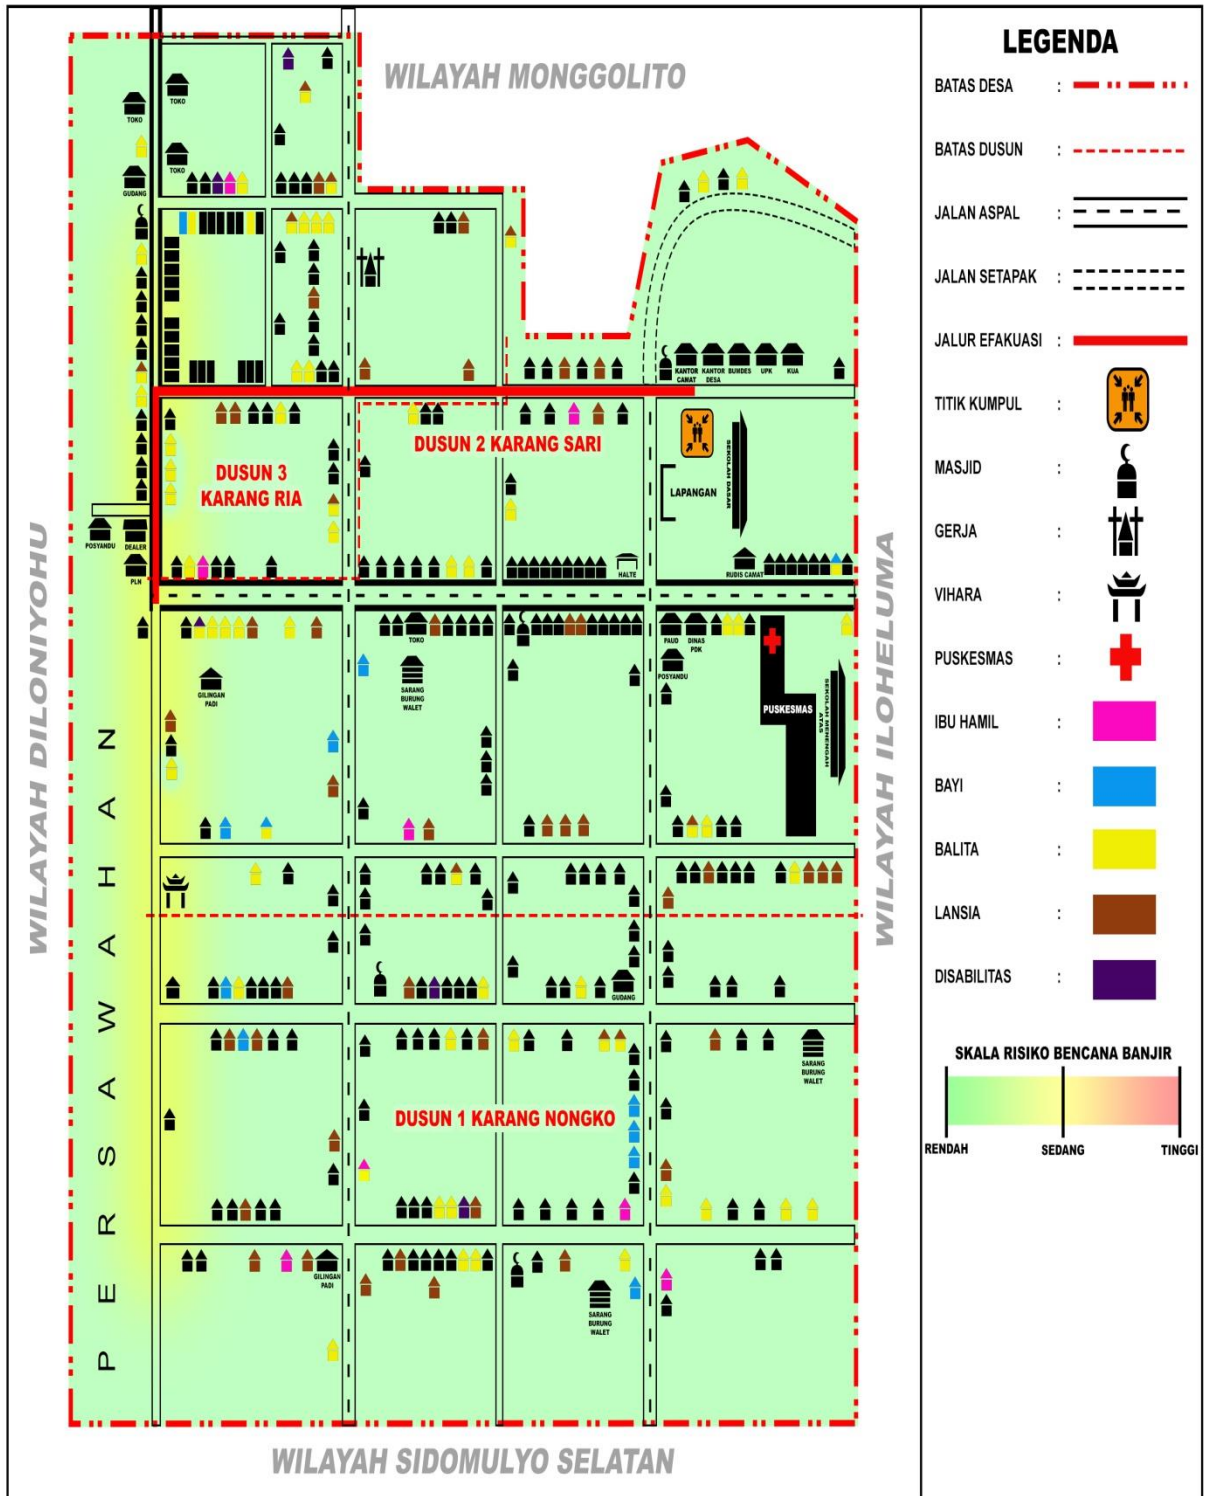 WILAYAH MONGGOLITO
TOKO
TOKO
TOKO
GUDANG
KANTOR
CAMAT
KANTOR
DESA
BUMDES
UPK
KUA
DUSUN 2 KARANG SARI
DUSUN 3
KARANG RIA
LAPANGAN
SEKOLAH DASAR
POSYANDU
DEALER
PLN
HALTE
RUDIS CAMAT
WILAYAH DILONIYOHU
WILAYAH ILOHELUMA
TOKO
PAUD
DINAS
PDK
POSYANDU
GILINGAN
PADI
SARANG
BURUNG
WALET
PUSKESMAS
SEKOLAH MENENGAH
ATAS
PERSAWAHAN
GUDANG
SARANG
BURUNG
WALET
DUSUN 1 KARANG NONGKO
GILINGAN
PADI
SARANG
BURUNG
WALET
WILAYAH SIDOMULYO SELATAN
LEGENDA
BATAS DESA :
BATAS DUSUN :
JALAN ASPAL :
JALAN SETAPAK :
JALUR EFAKUASI :
TITIK KUMPUL :
MASJID :
GERJA :
VIHARA :
PUSKESMAS :
IBU HAMIL :
BAYI :
BALITA :
LANSIA :
DISABILITAS :
SKALA RISIKO BENCANA BANJIR
RENDAH
SEDANG
TINGGI